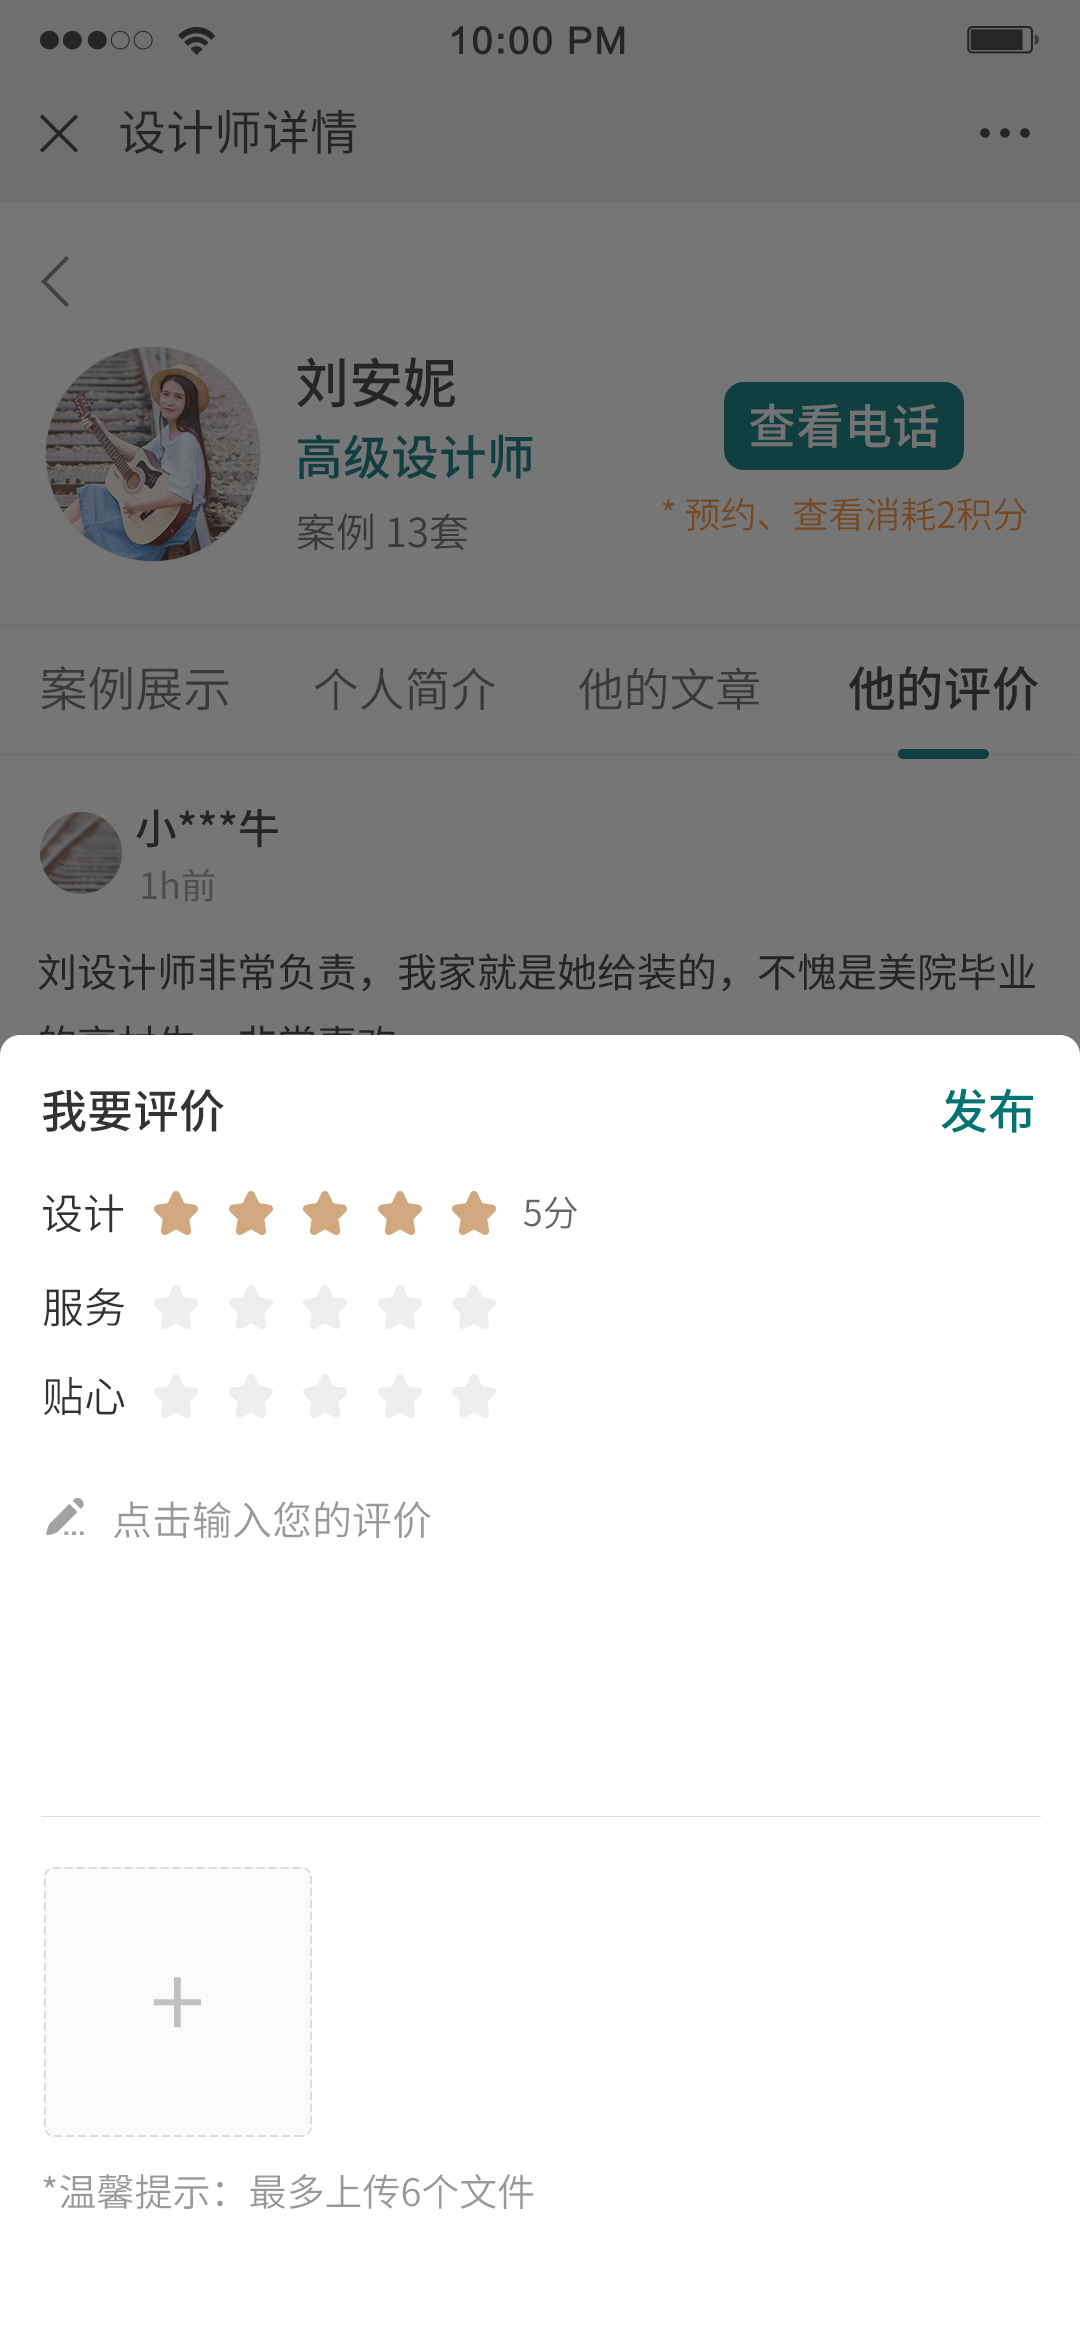 10:00 PM
设计师详情
刘安妮
高级设计师
查看电话
案例 13套
* 预约、查看消耗2积分
案例展示 个人简介 他的文章 他的评价
小***牛
1h前
刘设计师非常负责，我家就是她给装的，不愧是美院毕业
我要评价 发布
设计 5分
服务
贴心
点击输入您的评价
*温馨提示：最多上传6个文件